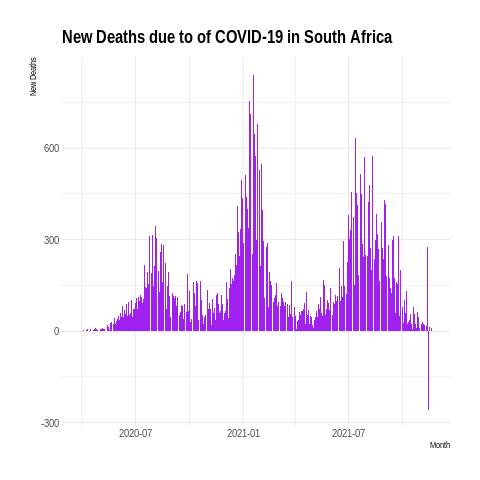 New Deaths due to of COVID-19 in South Africa
New Deaths
600
300
0
-300
2020-07
2021-01
2021-07
Month